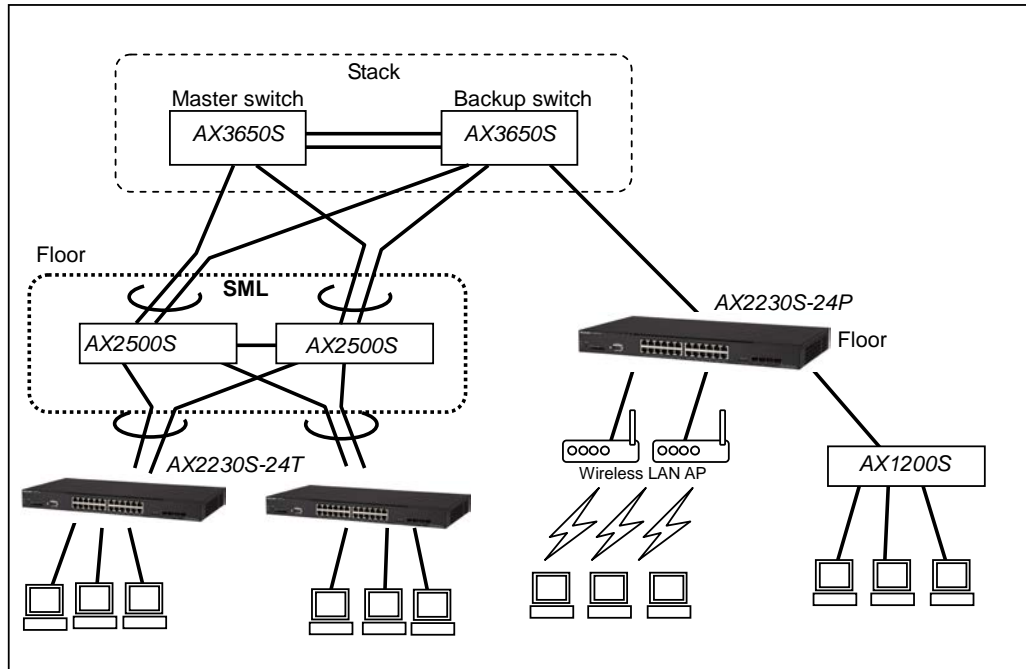 Stack
Master switch
Backup switch
AX3650S
AX3650S
Floor
SML
AX2500S
AX2500S
AX2230S-24P
Floor
AX2230S-24T
Wireless LAN AP
AX1200S